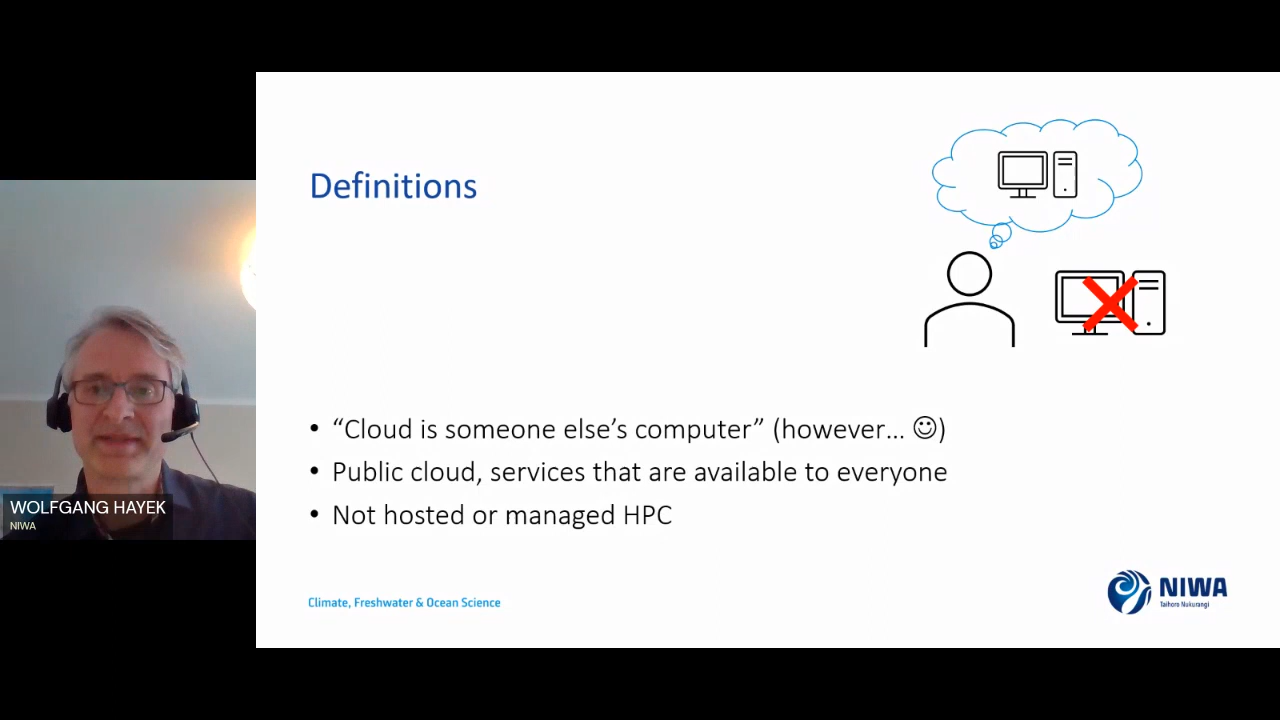 Definitions
• “Cloud is someone else’s computer” (however… ☺)
• Public cloud, services that are available to everyone
• Not hosted or managed HPC
WOLFGANG HAYEK
NIWA
Climate, Freshwater & Ocean Science
NIWA
Taihoro Nukurangi